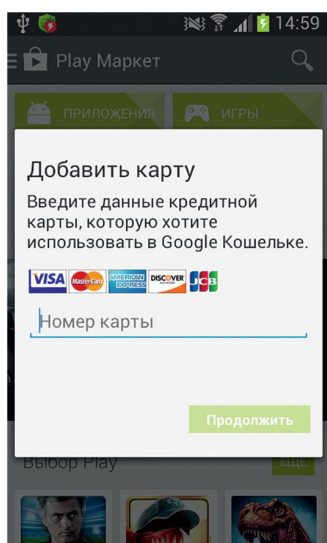 14:59
Play Маркет
ПРИЛОЖЕНИЯ
ИГРЫ
Добавить карту
Введите данные кредитной
карты, которую хотите
использовать в Google Кошельке.
VISA MasterCard AMERICAN EXPRESS DISCOVER JCB
Номер карты
Продолжить
Выбор Play
ЕЩЕ